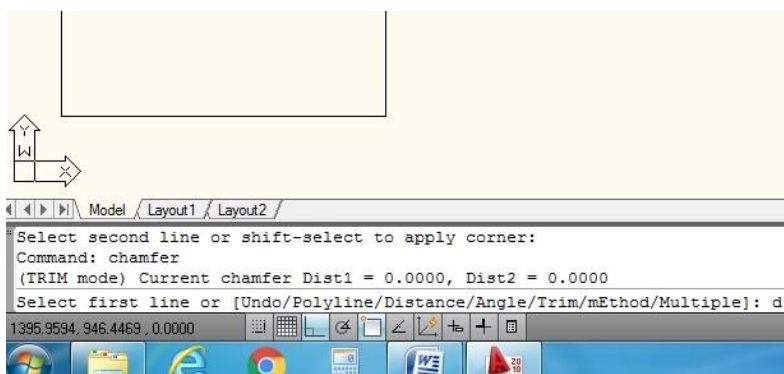 Y
W
X
Model Layout1 Layout2
Select second line or shift-select to apply corner:
Command: chamfer
(TRIM mode) Current chamfer Dist1 = 0.0000, Dist2 = 0.0000
Select first line or [Undo/Polyline/Distance/Angle/Trim/mEthod/Multiple]: d
1395.9594, 946.4469 , 0.0000
W
A 20
10